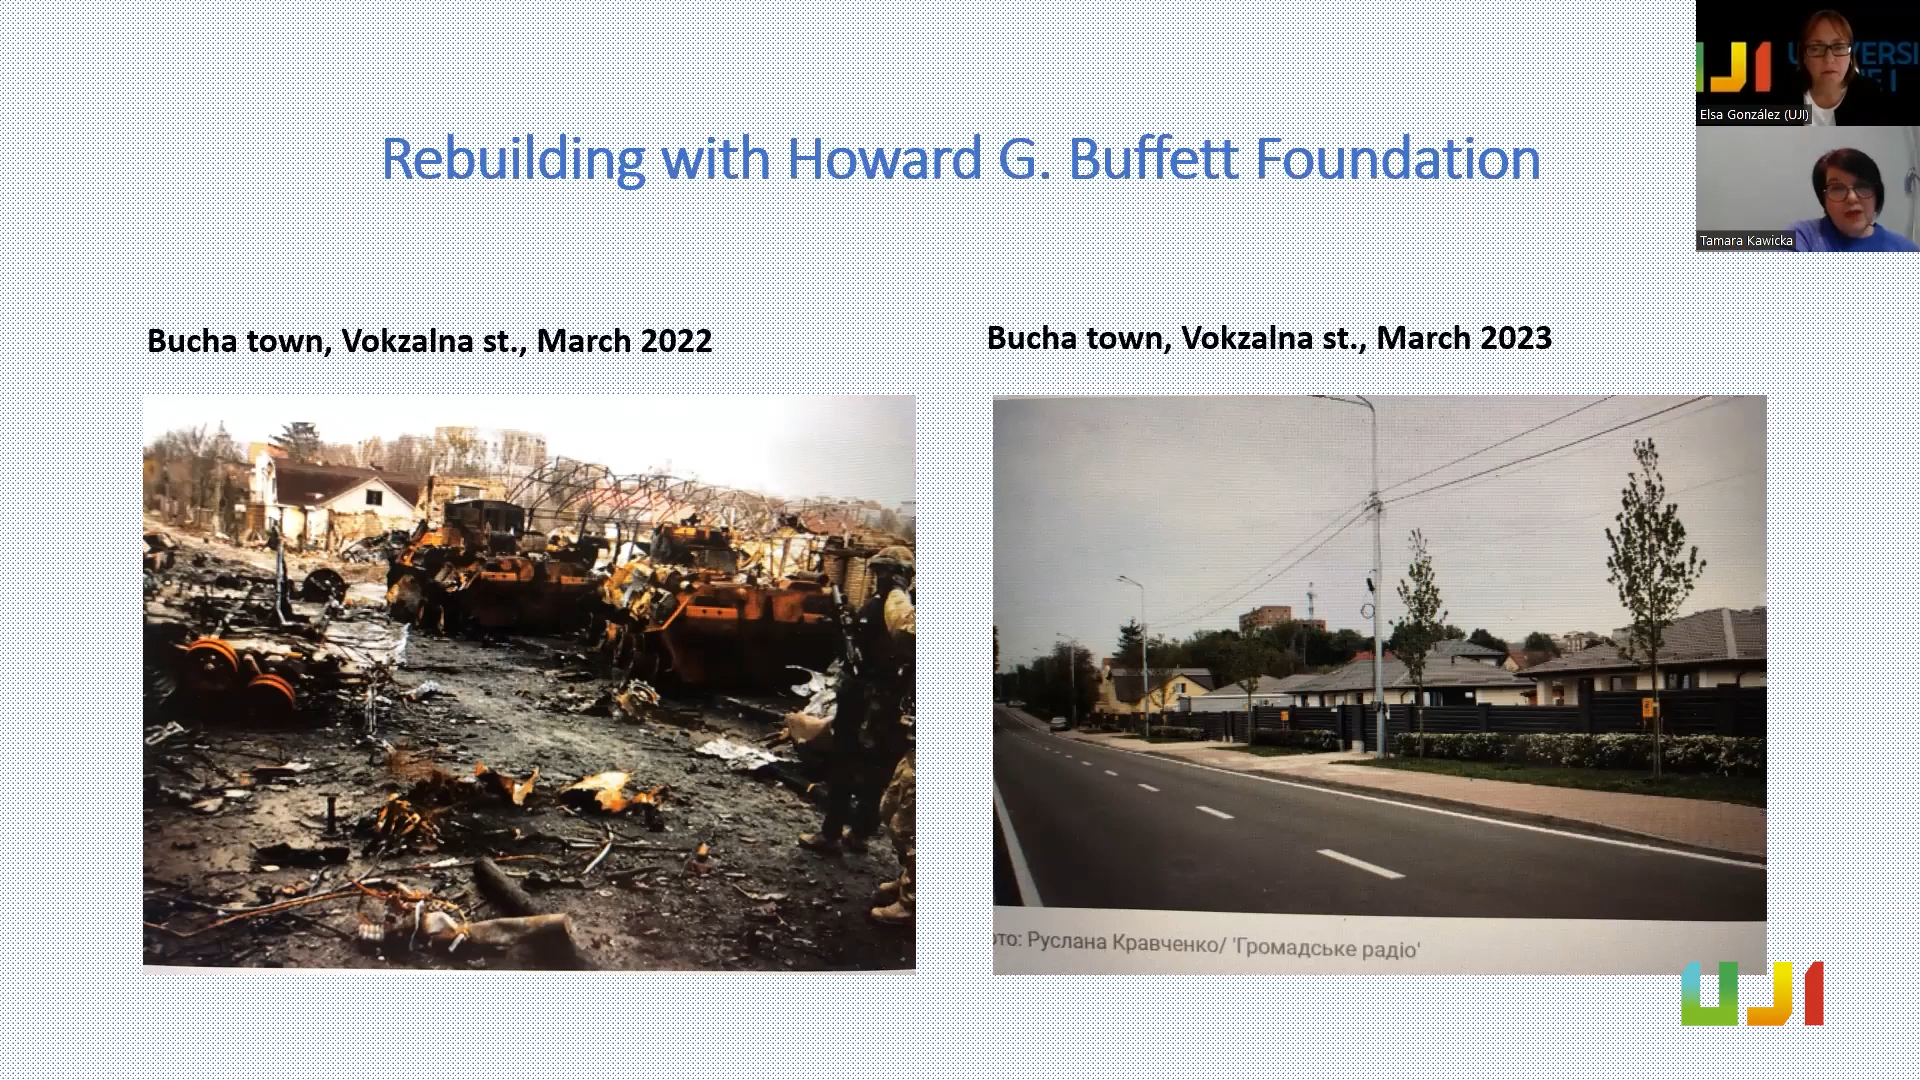 Rebuilding with Howard G. Buffett Foundation
Bucha town, Vokzalna st., March 2022
Bucha town, Vokzalna st., March 2023
ото: Руслана Кравченко/ 'Громадське радіо'
UJI
UJI
Elsa González (UJI)
Tamara Kawicka